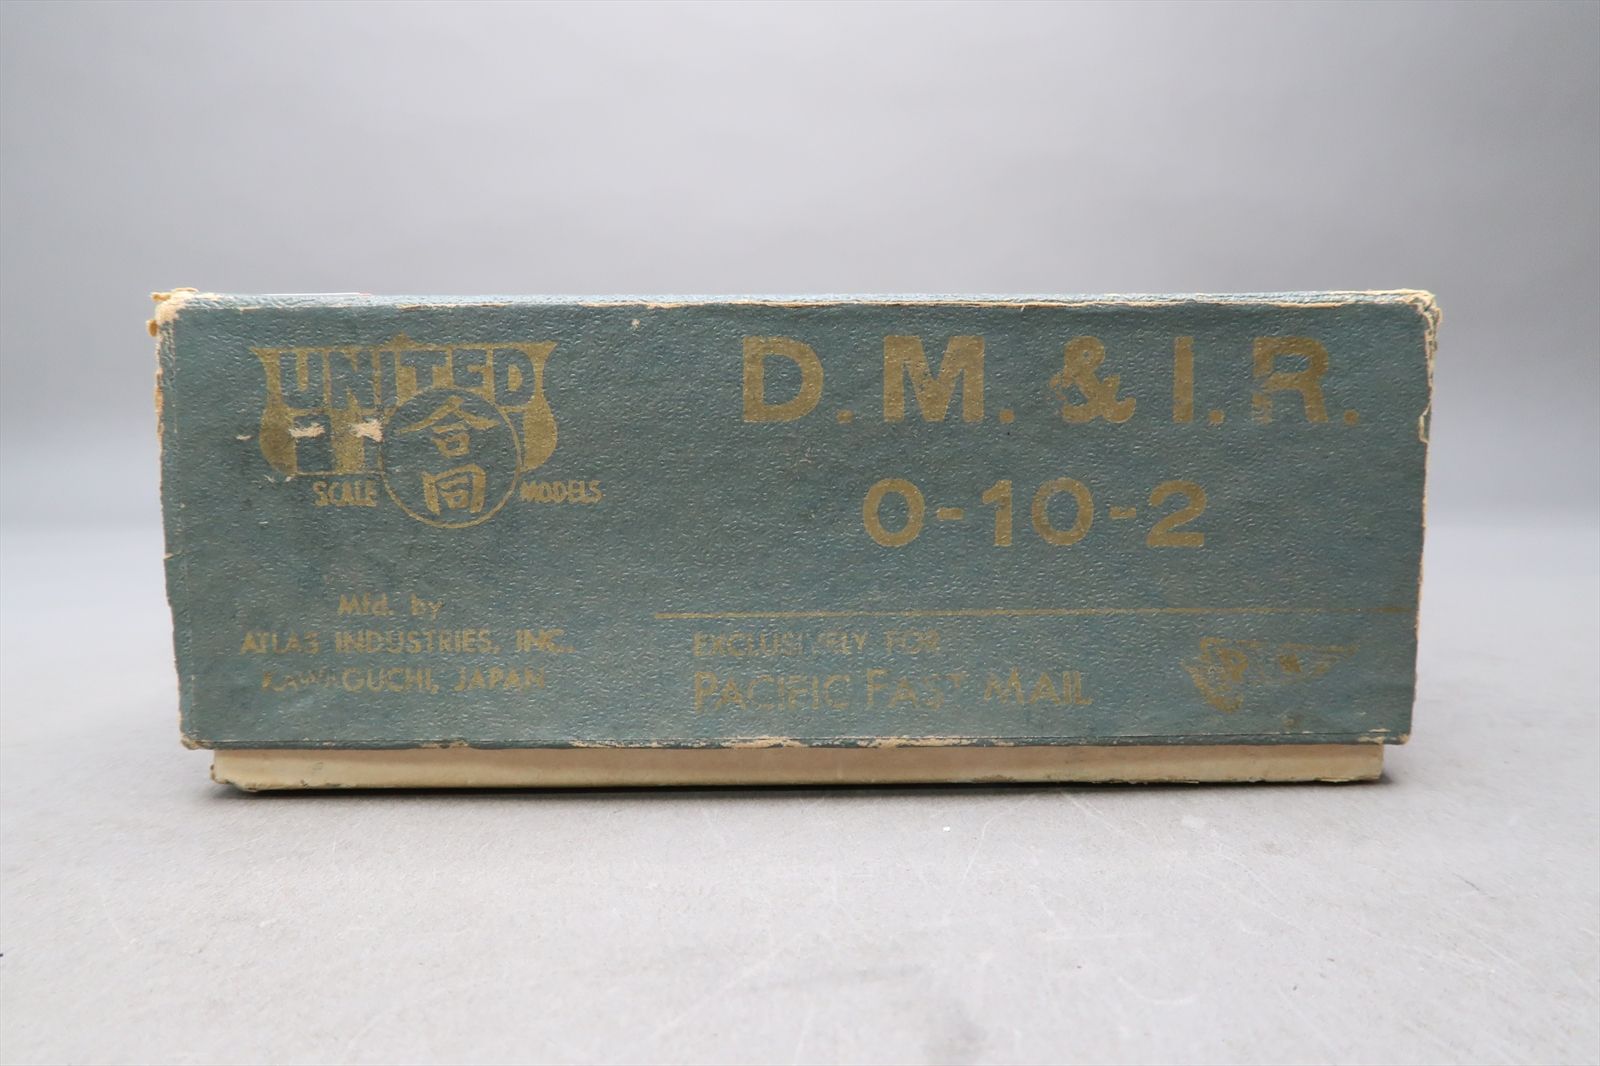 UNITED
合同
SCALE MODELS
Mfd. by
ATLAS INDUSTRIES, INC.
KAWAGUCHI, JAPAN
D.M.&I.R.
0-10-2
EXCLUSIVELY FOR
PACIFIC FAST MAIL